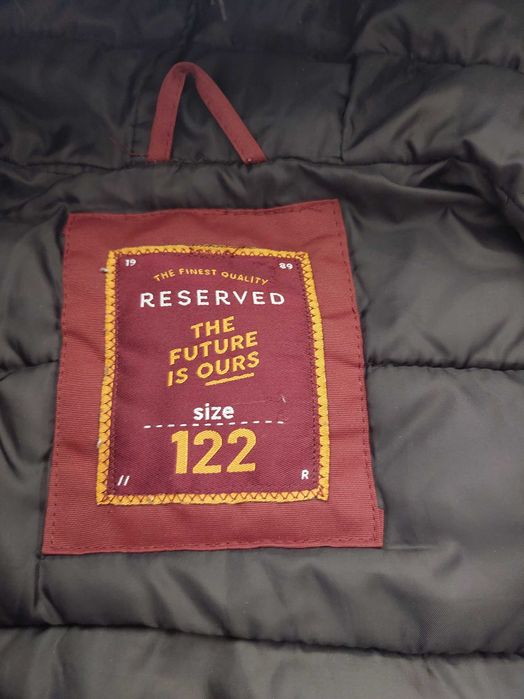 19 89
THE FINEST QUALITY
RESERVED
THE
FUTURE
IS OURS
size
122
// R